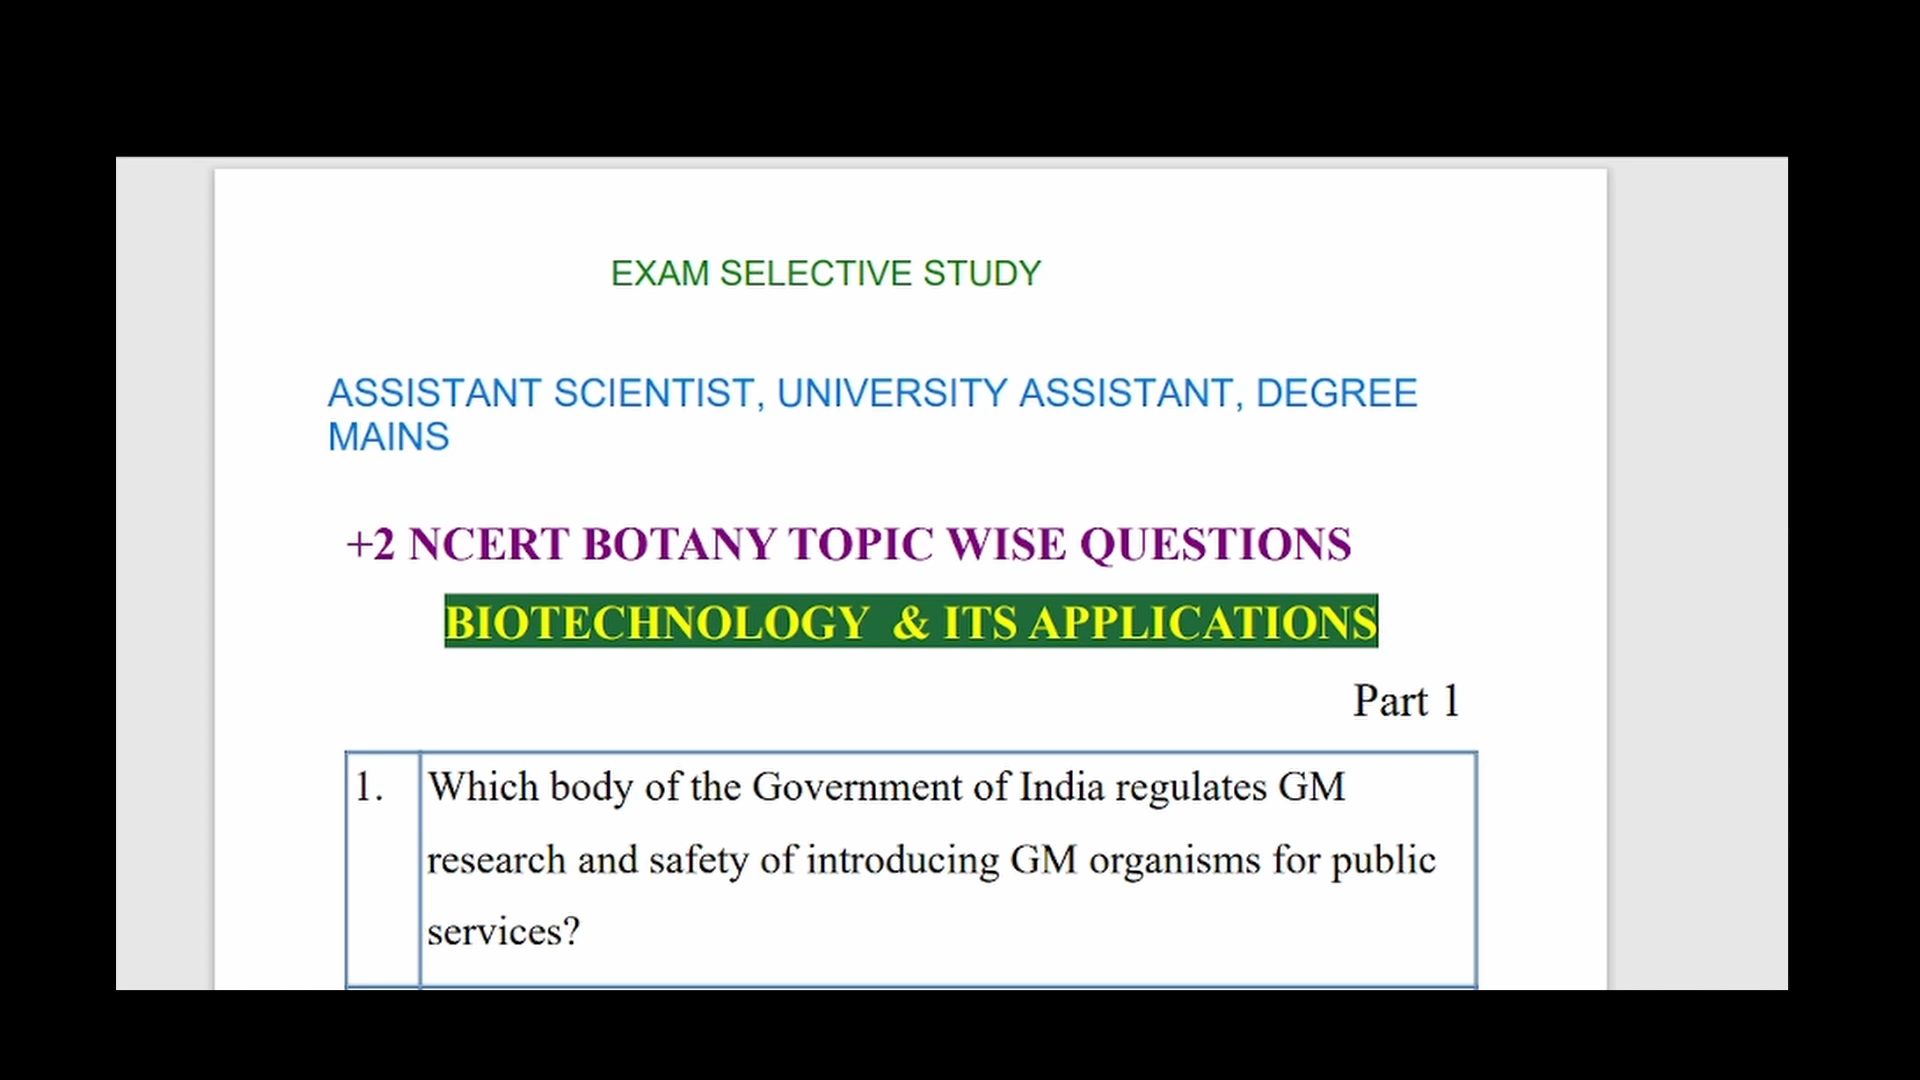 EXAM SELECTIVE STUDY
ASSISTANT SCIENTIST, UNIVERSITY ASSISTANT, DEGREE
MAINS
+2 NCERT BOTANY TOPIC WISE QUESTIONS
BIOTECHNOLOGY & ITS APPLICATIONS
Part 1
1. Which body of the Government of India regulates GM
research and safety of introducing GM organisms for public
services?